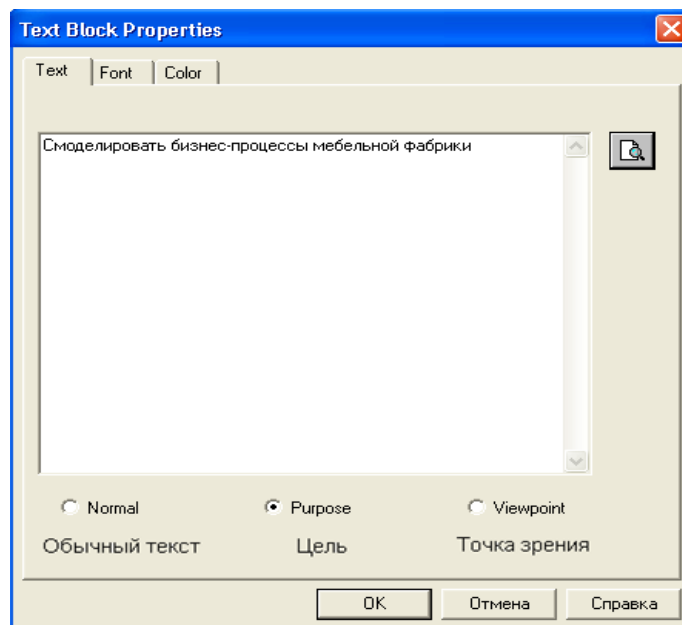 Text Block Properties
Text Font Color
Смоделировать бизнес-процессы мебельной фабрики
Normal Purpose Viewpoint
Обычный текст Цель Точка зрения
OK Отмена Справка